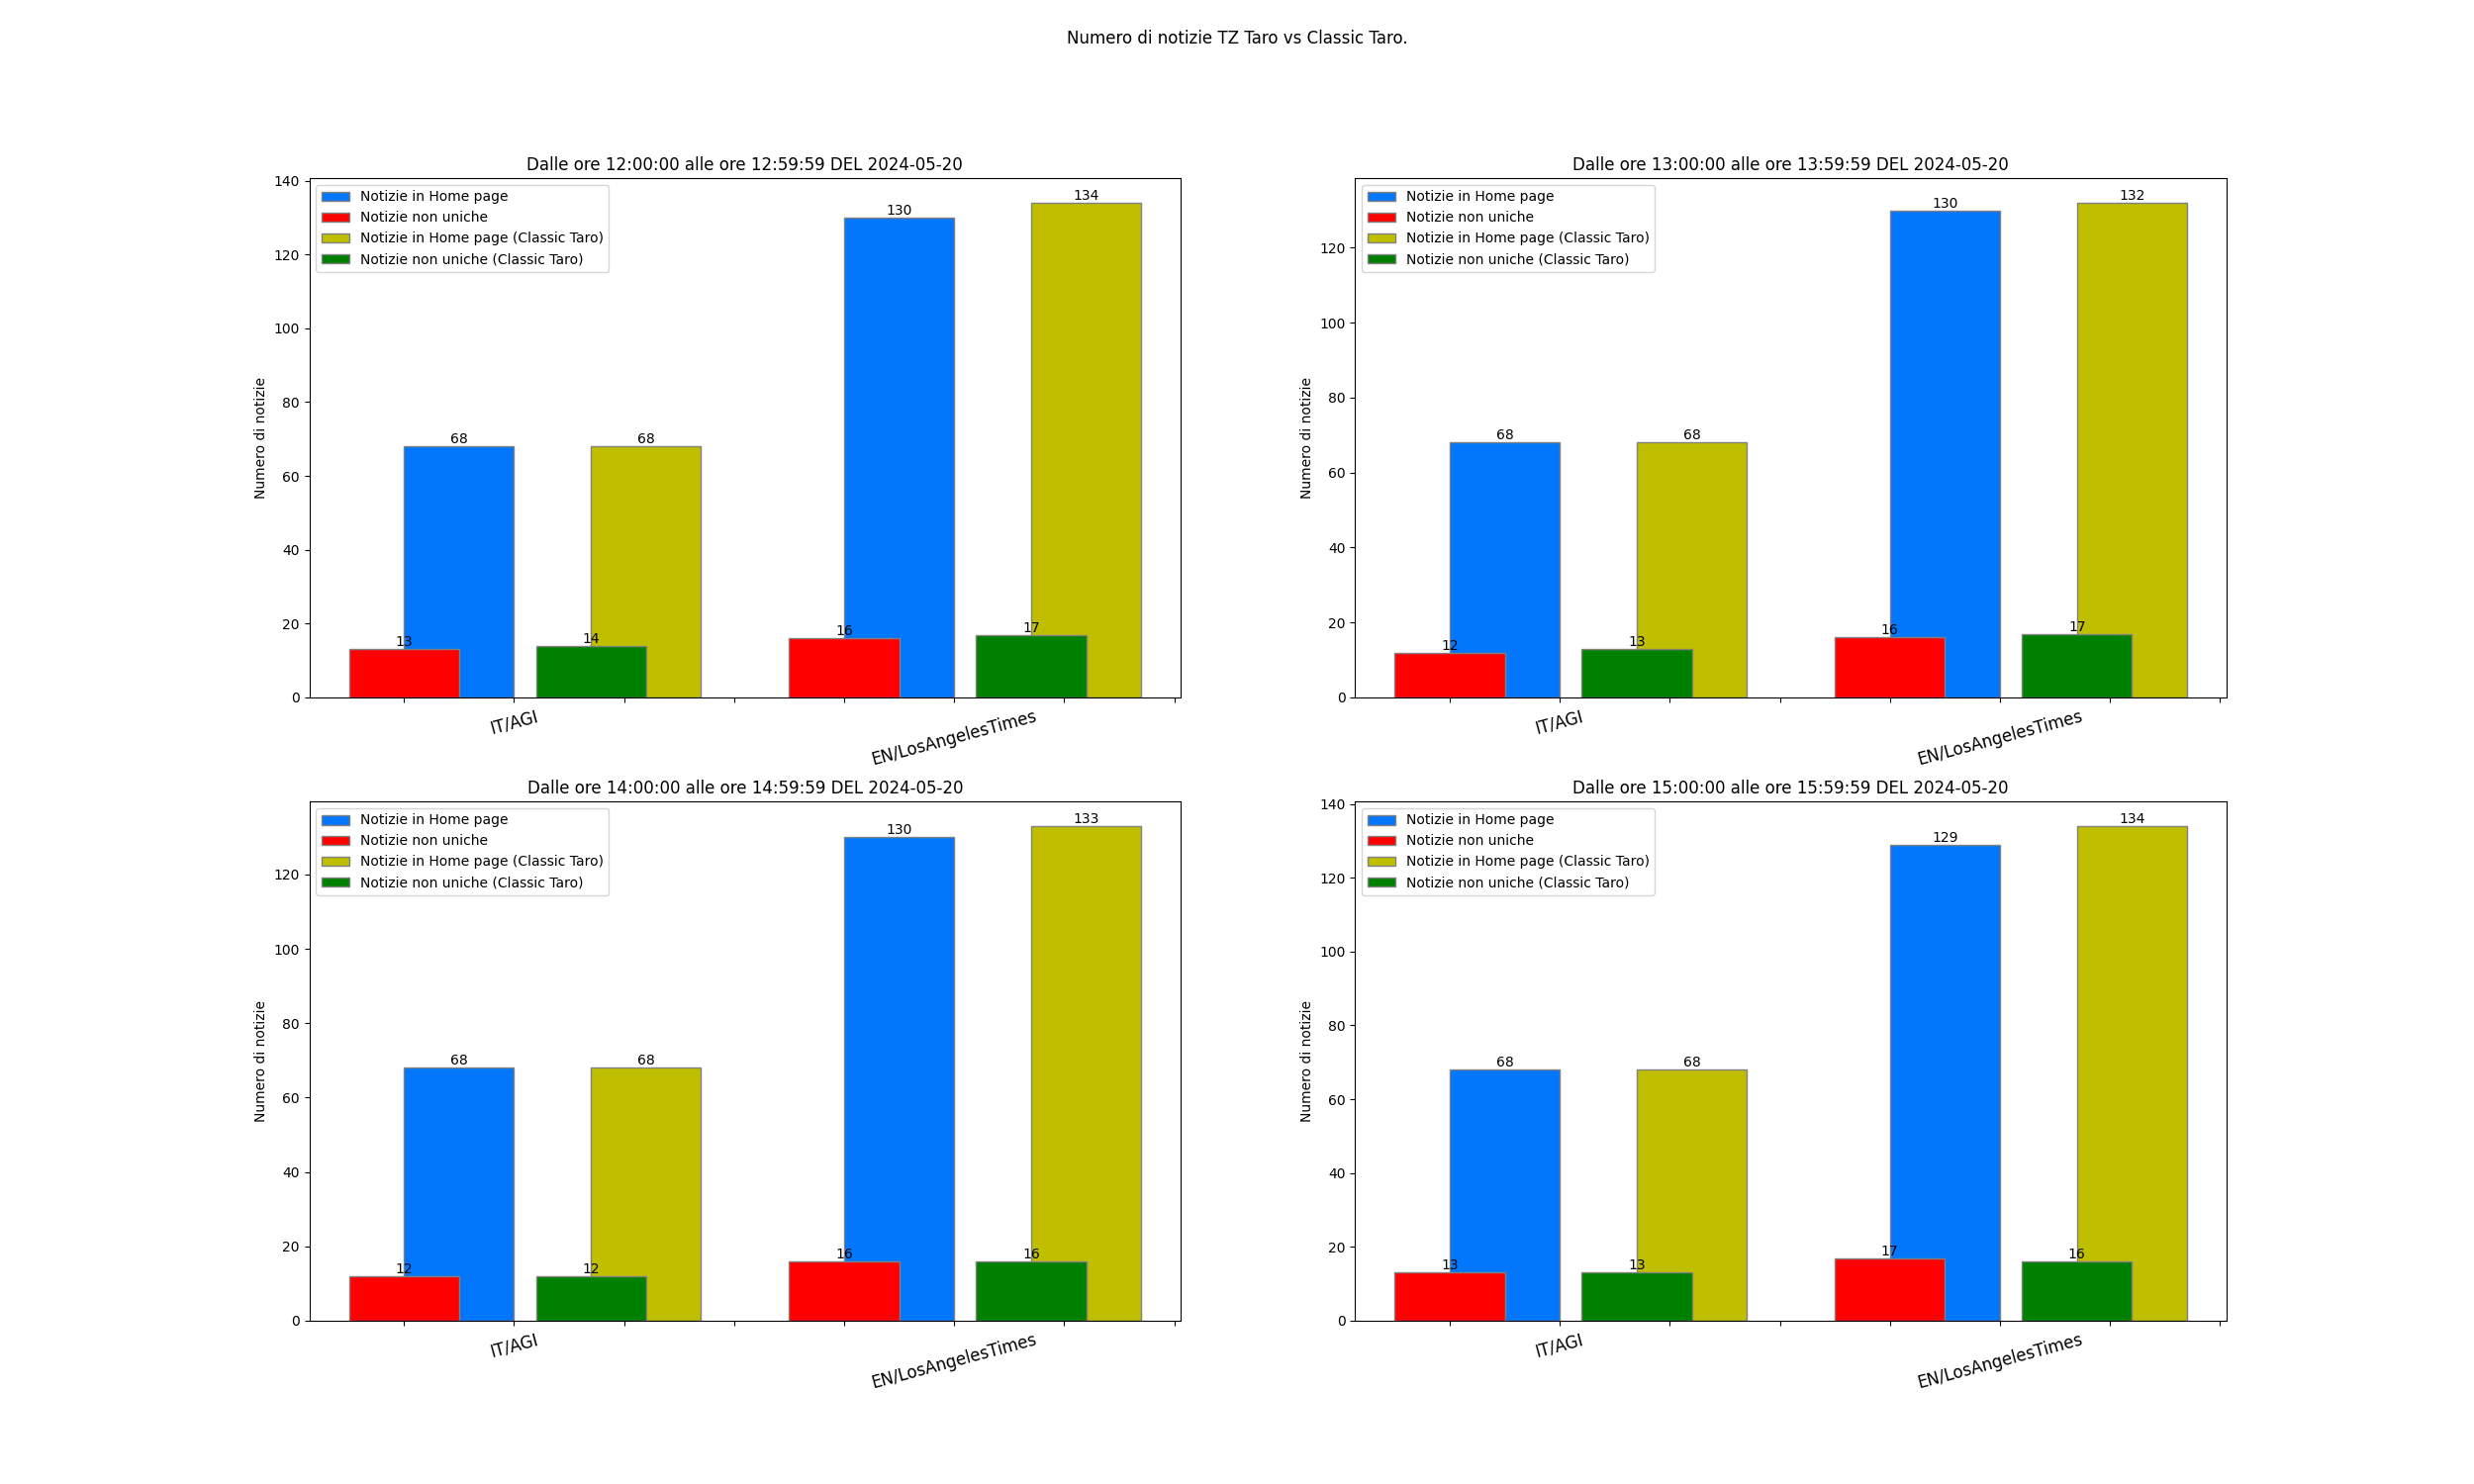 Numero di notizie TZ Taro vs Classic Taro.
Dalle ore 12:00:00 alle ore 12:59:59 DEL 2024-05-20
Notizie in Home page
Notizie non uniche
Notizie in Home page (Classic Taro)
Notizie non uniche (Classic Taro)
Numero di notizie
140
120
100
80
60
40
20
0
13
68
14
68
16
130
17
134
IT/AGI
EN/LosAngelesTimes
Dalle ore 13:00:00 alle ore 13:59:59 DEL 2024-05-20
Notizie in Home page
Notizie non uniche
Notizie in Home page (Classic Taro)
Notizie non uniche (Classic Taro)
Numero di notizie
120
100
80
60
40
20
0
12
68
13
68
16
130
17
132
IT/AGI
EN/LosAngelesTimes
Dalle ore 14:00:00 alle ore 14:59:59 DEL 2024-05-20
Notizie in Home page
Notizie non uniche
Notizie in Home page (Classic Taro)
Notizie non uniche (Classic Taro)
Numero di notizie
120
100
80
60
40
20
0
12
68
12
68
16
130
16
133
IT/AGI
EN/LosAngelesTimes
Dalle ore 15:00:00 alle ore 15:59:59 DEL 2024-05-20
Notizie in Home page
Notizie non uniche
Notizie in Home page (Classic Taro)
Notizie non uniche (Classic Taro)
Numero di notizie
140
120
100
80
60
40
20
0
13
68
13
68
17
129
16
134
IT/AGI
EN/LosAngelesTimes